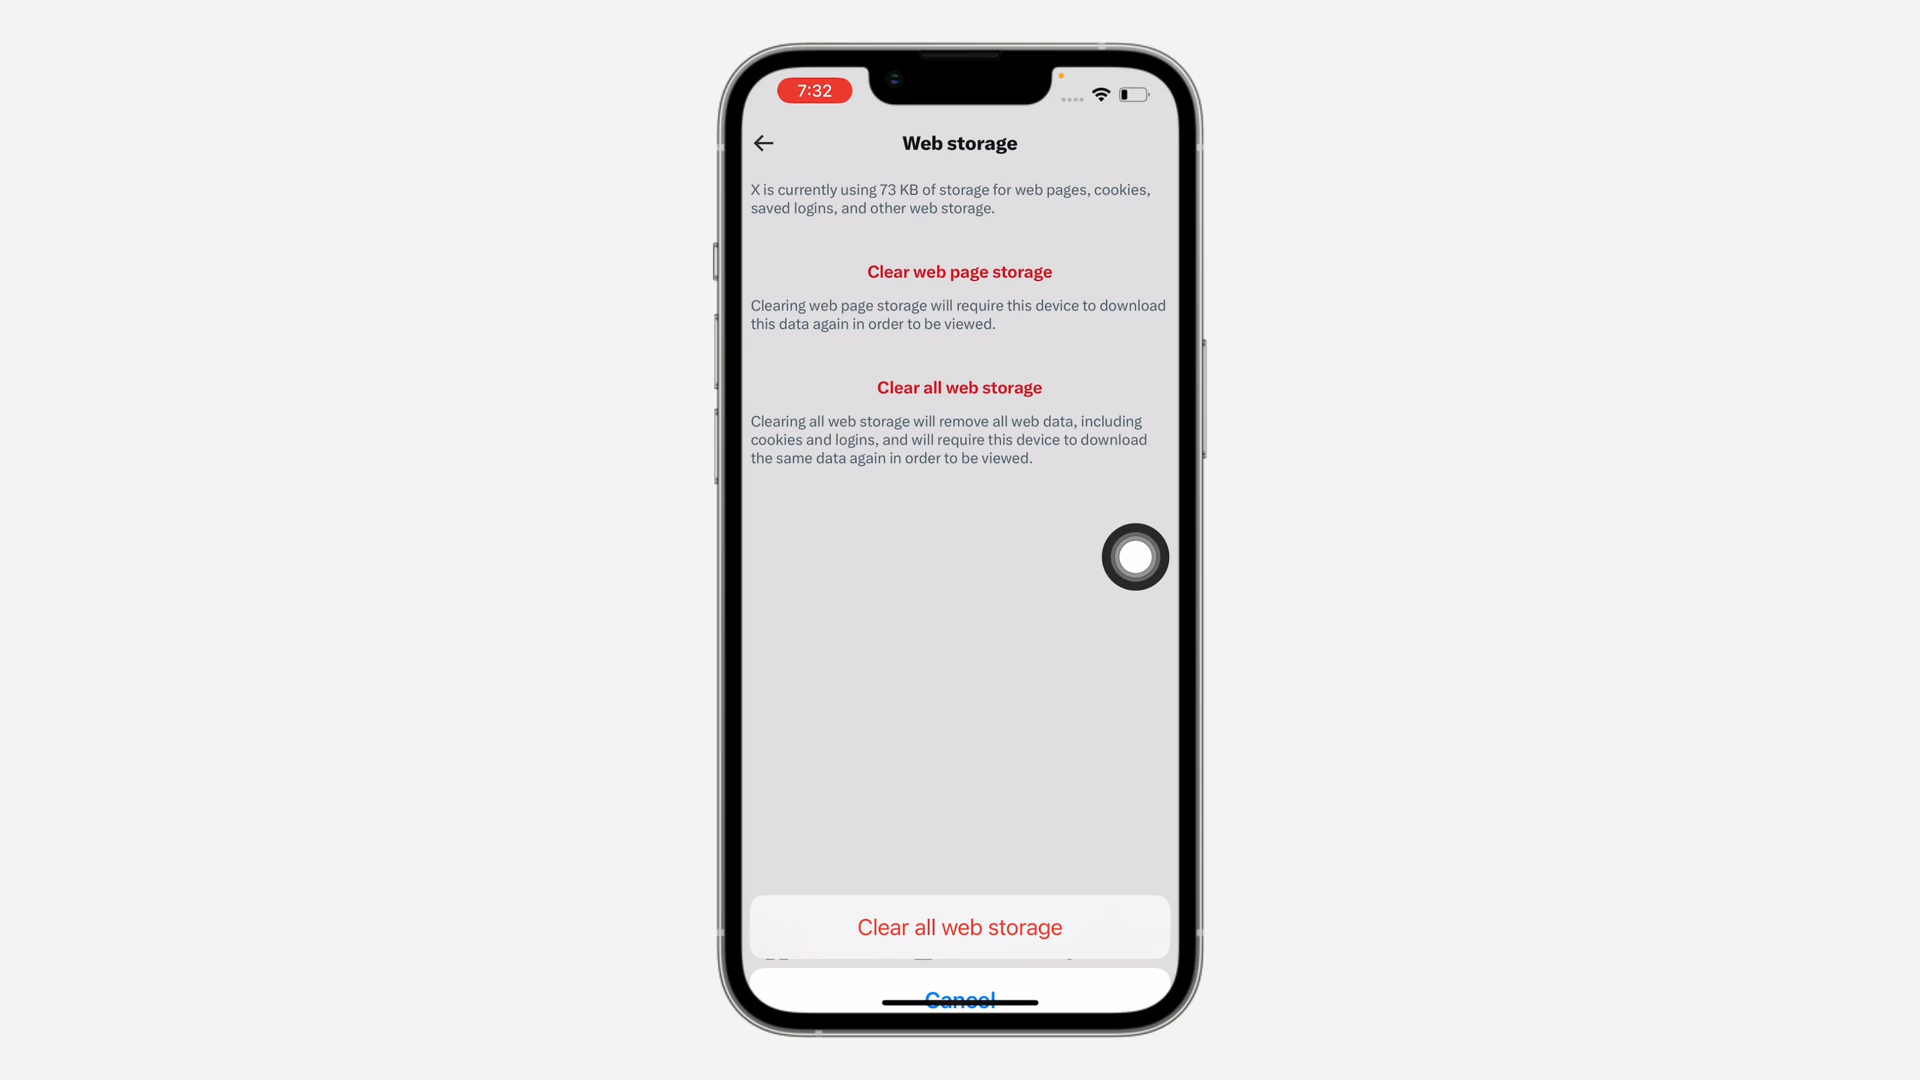 7:32
Web storage
X is currently using 73 KB of storage for web pages, cookies,
saved logins, and other web storage.
Clear web page storage
Clearing web page storage will require this device to download
this data again in order to be viewed.
Clear all web storage
Clearing all web storage will remove all web data, including
cookies and logins, and will require this device to download
the same data again in order to be viewed.
Clear all web storage
Cancel